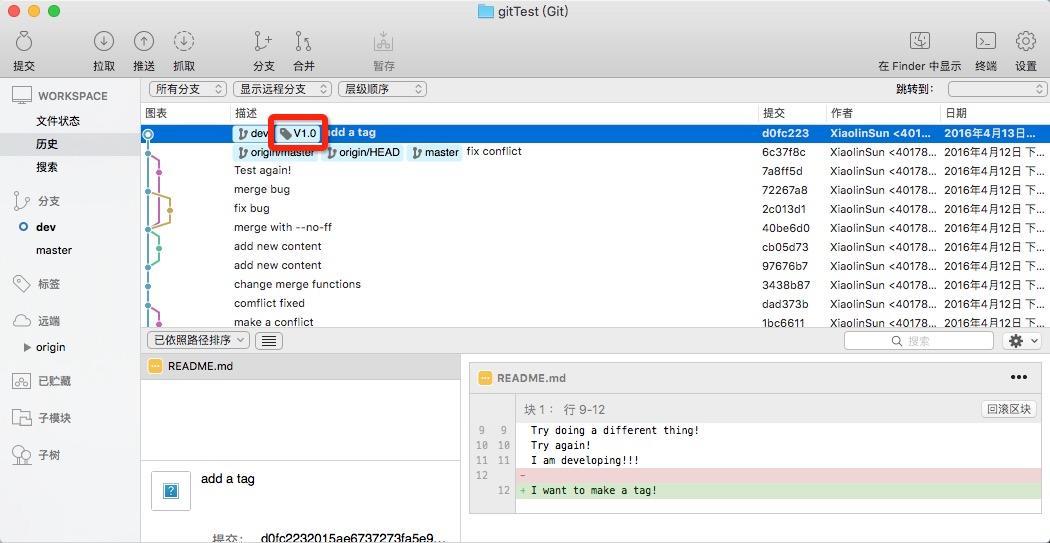 gitTest (Git)
提交 拉取 推送 抓取 分支 合并 暂存 在 Finder 中显示 终端 设置
WORKSPACE
文件状态
历史
搜索
分支
dev
master
标签
远端
origin
已贮藏
子模块
子树
所有分支 显示远程分支 层级顺序 跳转到：
图表 描述 提交 作者 日期
dev V1.0 add a tag d0fc223 XiaolinSun <401... 2016年4月13日...
origin/master origin/HEAD master fix conflict 6c37f8c XiaolinSun <40178... 2016年4月12日 下...
Test again! 7a8ff5d XiaolinSun <40178... 2016年4月12日 下...
merge bug 72267a8 XiaolinSun <40178... 2016年4月12日 下...
fix bug 2c013d1 XiaolinSun <40178... 2016年4月12日 下...
merge with --no-ff 40be6d0 XiaolinSun <40178... 2016年4月12日 下...
add new content cb05d73 XiaolinSun <40178... 2016年4月12日 下...
add new content 97676b7 XiaolinSun <40178... 2016年4月12日 下...
change merge functions 3438b87 XiaolinSun <40178... 2016年4月12日 下...
comflict fixed dad373b XiaolinSun <40178... 2016年4月12日 下...
make a conflict 1bc6611 XiaolinSun <40178... 2016年4月12日 下...
已依照路径排序 搜索
README.md
add a tag
提交： d0fc2232015ae6737273fa5e9...
README.md
块 1： 行 9-12 回滚区块
9 9 Try doing a different thing!
10 10 Try again!
11 11 I am developing!!!
12 -
12 + I want to make a tag!